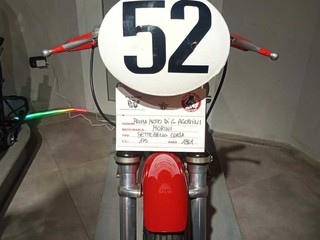 52
PRIMA MOTO DI G. AGOSTINI
MORINI
SETTEBELLO CORSA
175 1961